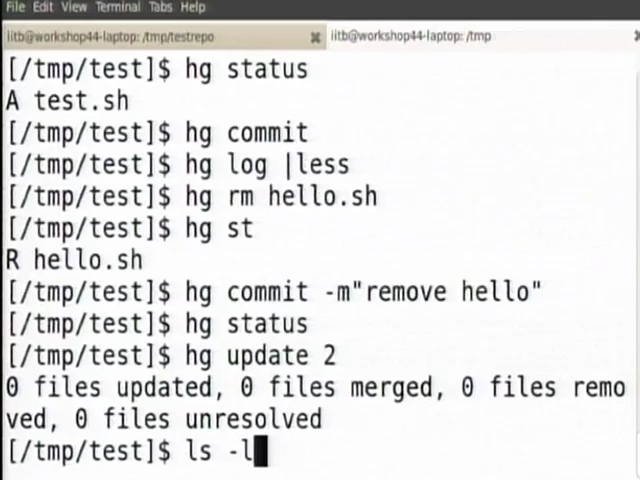 File Edit View Terminal Tabs Help
iitb@workshop44-laptop: /tmp/testrepo
iitb@workshop44-laptop: /tmp
[/tmp/test]$ hg status
A test.sh
[/tmp/test]$ hg commit
[/tmp/test]$ hg log |less
[/tmp/test]$ hg rm hello.sh
[/tmp/test]$ hg st
R hello.sh
[/tmp/test]$ hg commit -m"remove hello"
[/tmp/test]$ hg status
[/tmp/test]$ hg update 2
0 files updated, 0 files merged, 0 files remo
ved, 0 files unresolved
[/tmp/test]$ ls -l